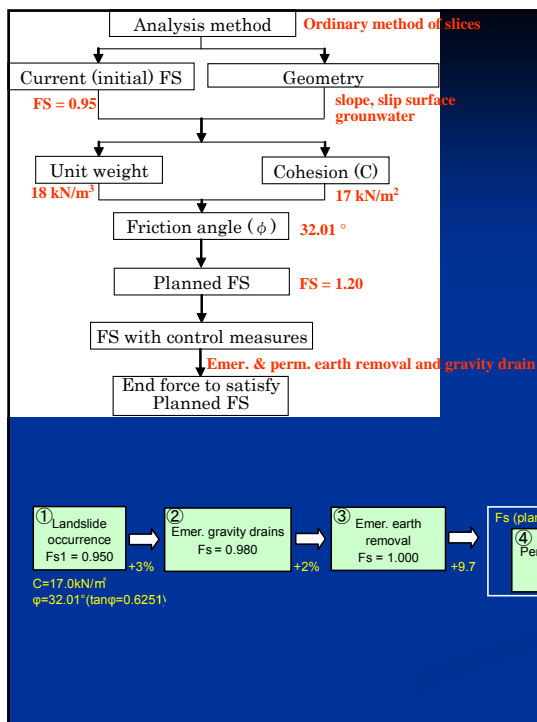 Analysis method
Ordinary method of slices
Current (initial) FS
Geometry
FS = 0.95
slope, slip surface
grounwater
Unit weight
Cohesion (C)
18 kN/m³
17 kN/m²
Friction angle (ϕ)
32.01 °
Planned FS
FS = 1.20
FS with control measures
Emer. & perm. earth removal and gravity drain
End force to satisfy
Planned FS
①
Landslide
occurrence
Fs1 = 0.950
+3%
②
Emer. gravity drains
Fs = 0.980
+2%
③
Emer. earth
removal
Fs = 1.000
+9.7
Fs (plan
④
Per
C=17.0kN/㎡
φ=32.01°(tanφ=0.6251)